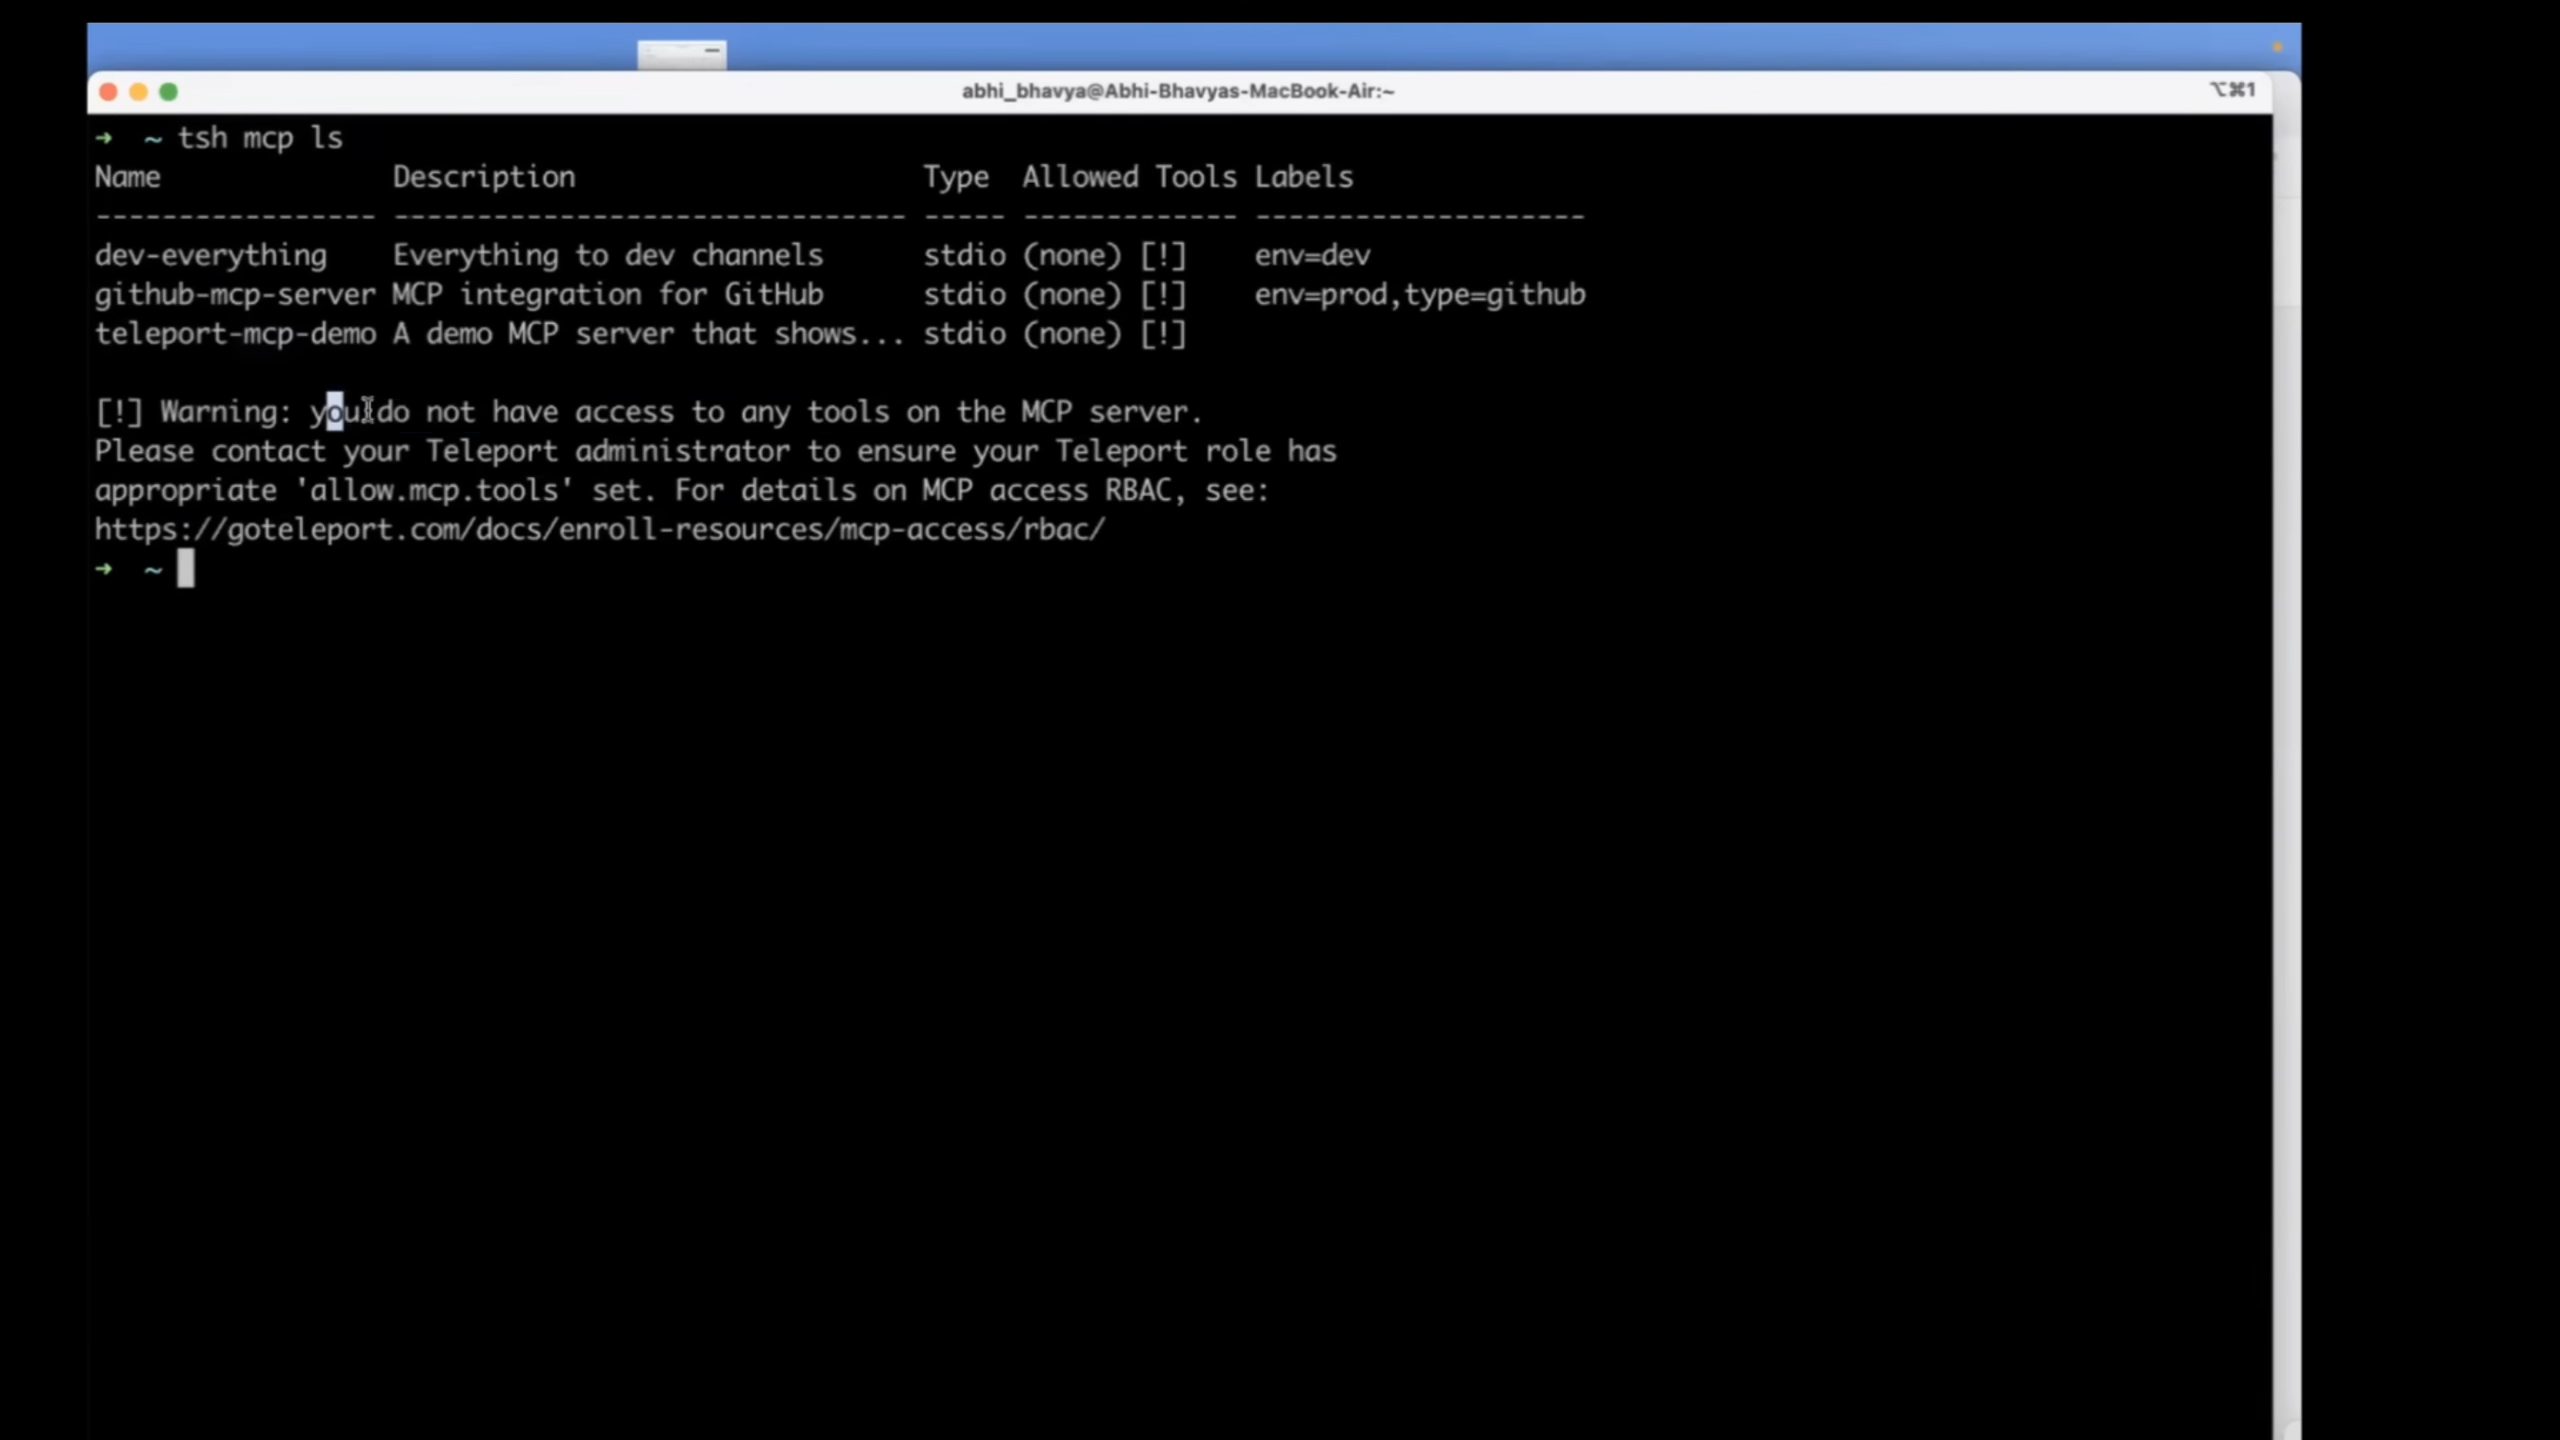 abhi_bhavya@Abhi-Bhavyas-MacBook-Air:~ ⌥⌘1
➜ ~ tsh mcp ls
Name Description Type Allowed Tools Labels
----------------- ------------------------------- ----- ------------- --------------------
dev-everything Everything to dev channels stdio (none) [!] env=dev
github-mcp-server MCP integration for GitHub stdio (none) [!] env=prod,type=github
teleport-mcp-demo A demo MCP server that shows... stdio (none) [!]
[!] Warning: you do not have access to any tools on the MCP server.
Please contact your Teleport administrator to ensure your Teleport role has
appropriate 'allow.mcp.tools' set. For details on MCP access RBAC, see:
https://goteleport.com/docs/enroll-resources/mcp-access/rbac/
➜ ~